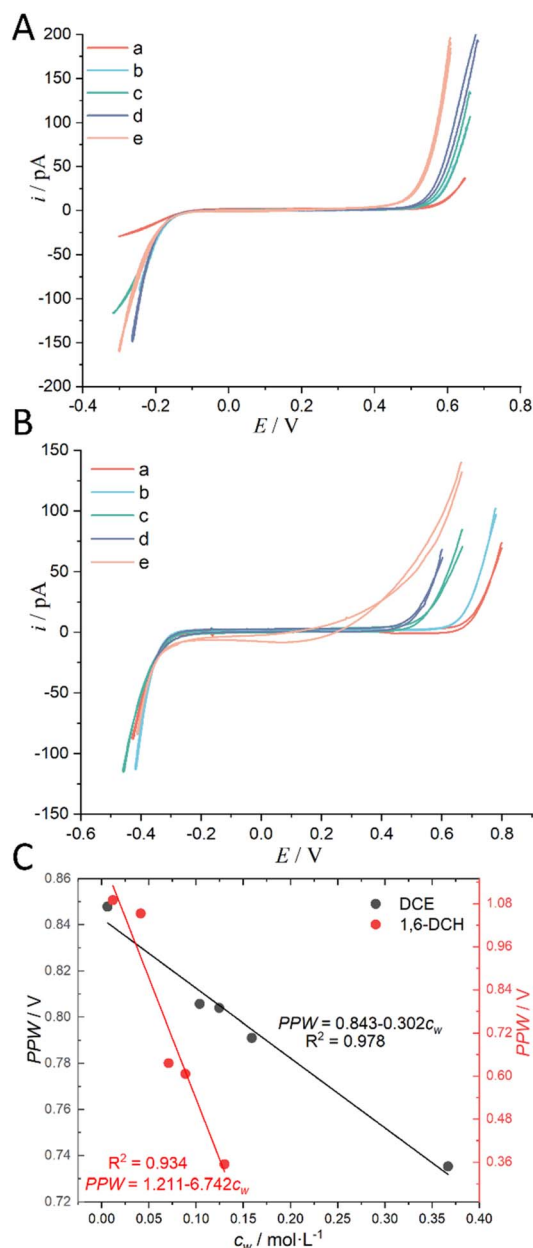 A
a
b
c
d
e
i / pA
200
150
100
50
0
-50
-100
-150
-200
-0.4 -0.2 0.0 0.2 0.4 0.6 0.8
E / V
B
a
b
c
d
e
i / pA
150
100
50
0
-50
-100
-150
-0.6 -0.4 -0.2 0.0 0.2 0.4 0.6 0.8
E / V
C
DCE
1,6-DCH
PPW / V
0.86
0.84
0.82
0.80
0.78
0.76
0.74
0.72
PPW = 0.843-0.302cw
R² = 0.978
R² = 0.934
PPW = 1.211-6.742cw
1.08
0.96
0.84
0.72
0.60
0.48
0.36
PPW / V
0.00 0.05 0.10 0.15 0.20 0.25 0.30 0.35 0.40
cw / mol·L⁻¹